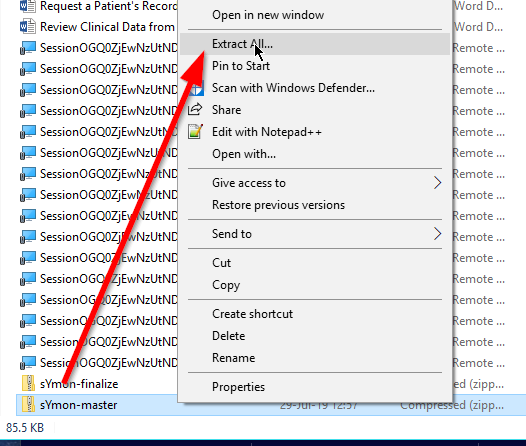 Request a Patient's Record
Open in new window
Word D...
Review Clinical Data from
Word D...
SessionOGQ0ZjEwNzUtND
Extract All...
Remote ...
SessionOGQ0ZjEwNzUtND
Pin to Start
Remote ...
SessionOGQ0ZjEwNzUtND
Scan with Windows Defender...
Remote ...
SessionOGQ0ZjEwNzUtND
Share
Remote ...
SessionOGQ0ZjEwNzUtND
Edit with Notepad++
Remote ...
SessionOGQ0ZjEwNzUtND
Open with...
Remote ...
SessionOGQ0ZjEwNzUtND
Give access to
Remote ...
SessionOGQ0ZjEwNzUtND
Restore previous versions
Remote ...
SessionOGQ0ZjEwNzUtND
Send to
Remote ...
SessionOGQ0ZjEwNzUtND
Cut
Remote ...
SessionOGQ0ZjEwNzUtND
Copy
Remote ...
SessionOGQ0ZjEwNzUtND
Remote ...
SessionOGQ0ZjEwNzUtND
Create shortcut
Remote ...
SessionOGQ0ZjEwNzUtND
Delete
Remote ...
SessionOGQ0ZjEwNzUtND
Rename
Remote ...
SessionOGQ0ZjEwNzUtND
Remote ...
sYmon-finalize
Properties
Compressed (zipp...
sYmon-master
29-Jul-19 12:57
Compressed (zipp...
85.5 KB